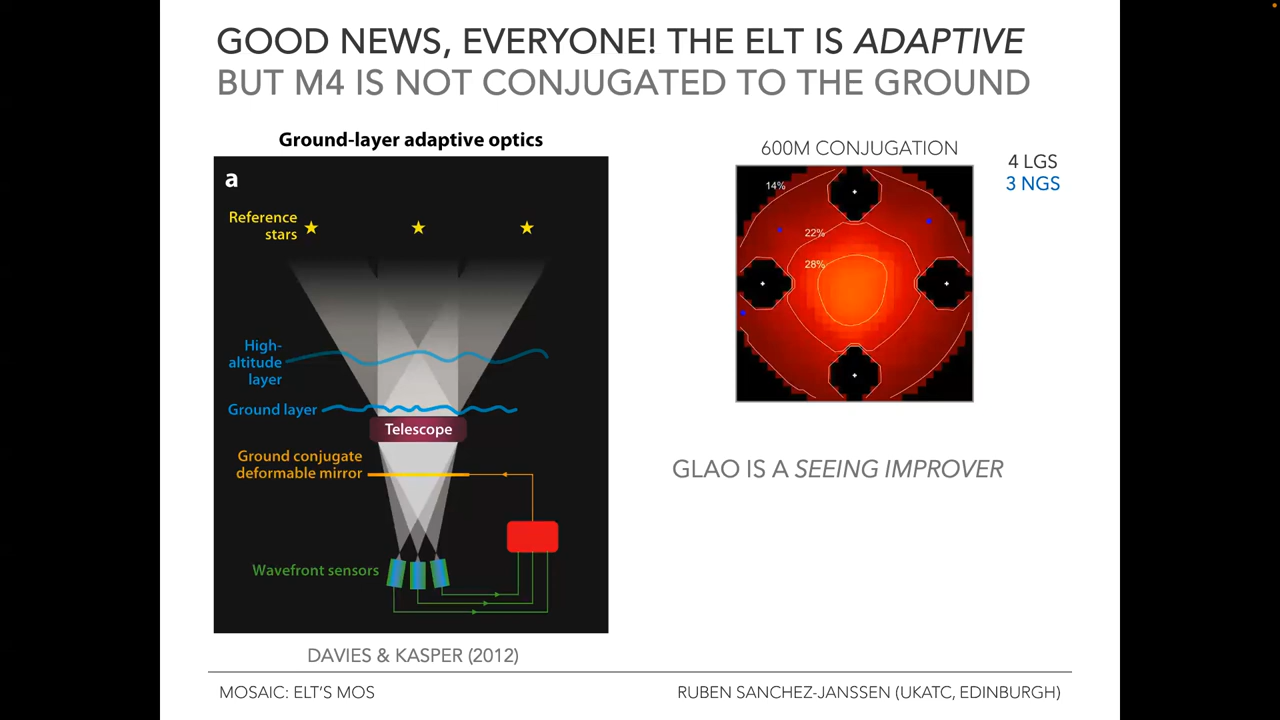 GOOD NEWS, EVERYONE! THE ELT IS ADAPTIVE
BUT M4 IS NOT CONJUGATED TO THE GROUND
Ground-layer adaptive optics
a
Reference
stars
High-
altitude
layer
Ground layer
Telescope
Ground conjugate
deformable mirror
Wavefront sensors
DAVIES & KASPER (2012)
600M CONJUGATION
4 LGS
3 NGS
14%
22%
28%
GLAO IS A SEEING IMPROVER
MOSAIC: ELT'S MOS
RUBEN SANCHEZ-JANSSEN (UKATC, EDINBURGH)